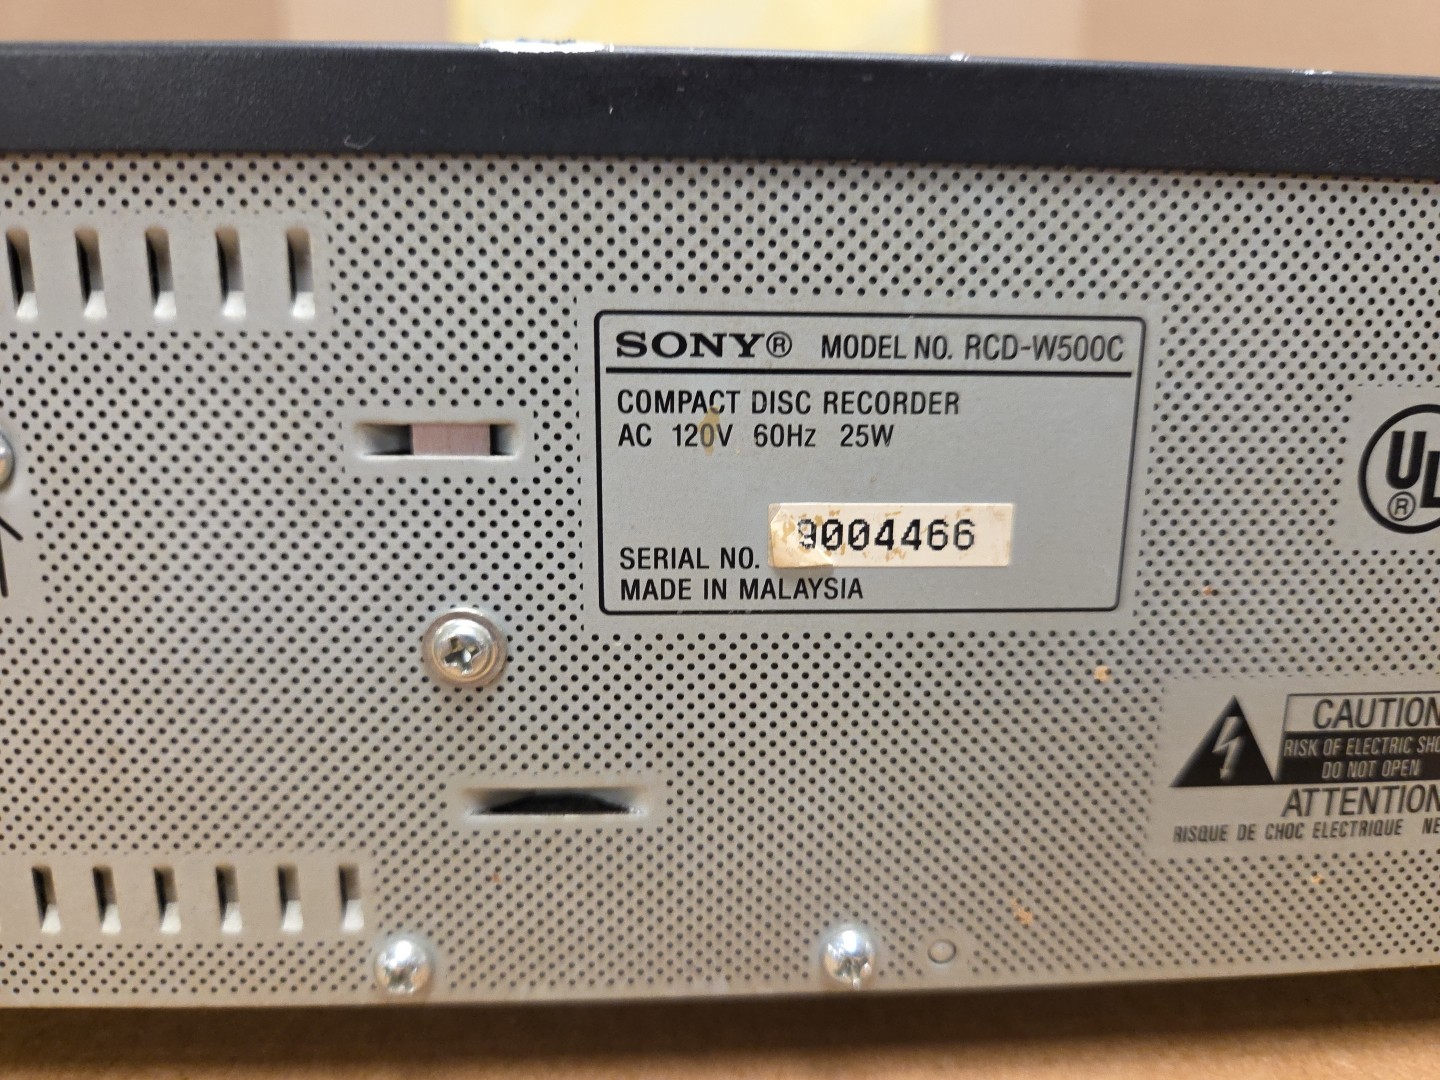 SONY® MODEL NO. RCD-W500C
COMPACT DISC RECORDER
AC 120V 60Hz 25W
SERIAL NO. 9004466
MADE IN MALAYSIA
UL
®
CAUTION
RISK OF ELECTRIC SHO
DO NOT OPEN
ATTENTION
RISQUE DE CHOC ELECTRIQUE NE